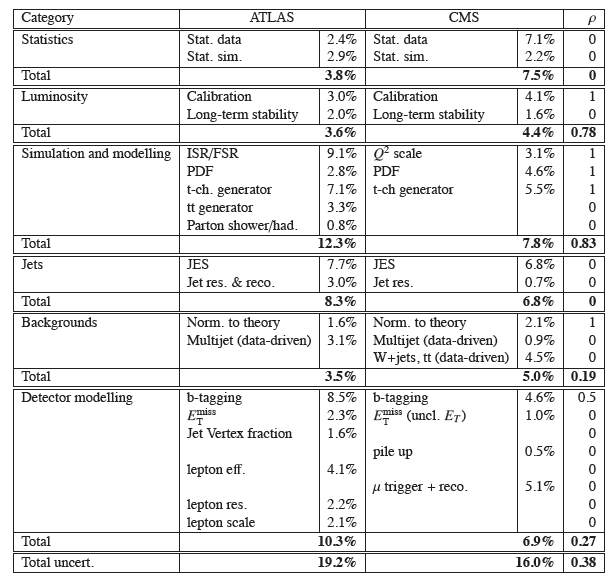 Category ATLAS CMS ρ
Statistics Stat. data 2.4% Stat. data 7.1% 0
Stat. sim. 2.9% Stat. sim. 2.2% 0
Total 3.8% 7.5% 0
Luminosity Calibration 3.0% Calibration 4.1% 1
Long-term stability 2.0% Long-term stability 1.6% 0
Total 3.6% 4.4% 0.78
Simulation and modelling ISR/FSR 9.1% Q² scale 3.1% 1
PDF 2.8% PDF 4.6% 1
t-ch. generator 7.1% t-ch generator 5.5% 1
tt generator 3.3% 0
Parton shower/had. 0.8% 0
Total 12.3% 7.8% 0.83
Jets JES 7.7% JES 6.8% 0
Jet res. & reco. 3.0% Jet res. 0.7% 0
Total 8.3% 6.8% 0
Backgrounds Norm. to theory 1.6% Norm. to theory 2.1% 1
Multijet (data-driven) 3.1% Multijet (data-driven) 0.9% 0
W+jets, tt (data-driven) 4.5% 0
Total 3.5% 5.0% 0.19
Detector modelling b-tagging 8.5% b-tagging 4.6% 0.5
E_T^miss 2.3% E_T^miss (uncl. E_T) 1.0% 0
Jet Vertex fraction 1.6% 0
pile up 0.5% 0
lepton eff. 4.1% 0
μ trigger + reco. 5.1% 0
lepton res. 2.2% 0
lepton scale 2.1% 0
Total 10.3% 6.9% 0.27
Total uncert. 19.2% 16.0% 0.38